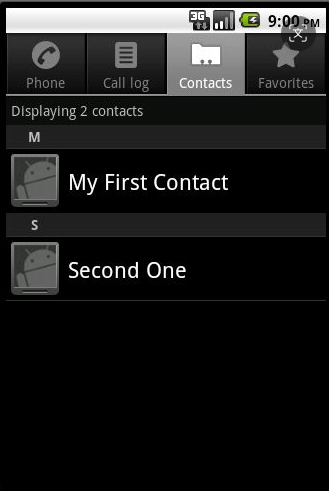 3G 9:00 PM
Phone Call log Contacts Favorites
Displaying 2 contacts
M
My First Contact
S
Second One